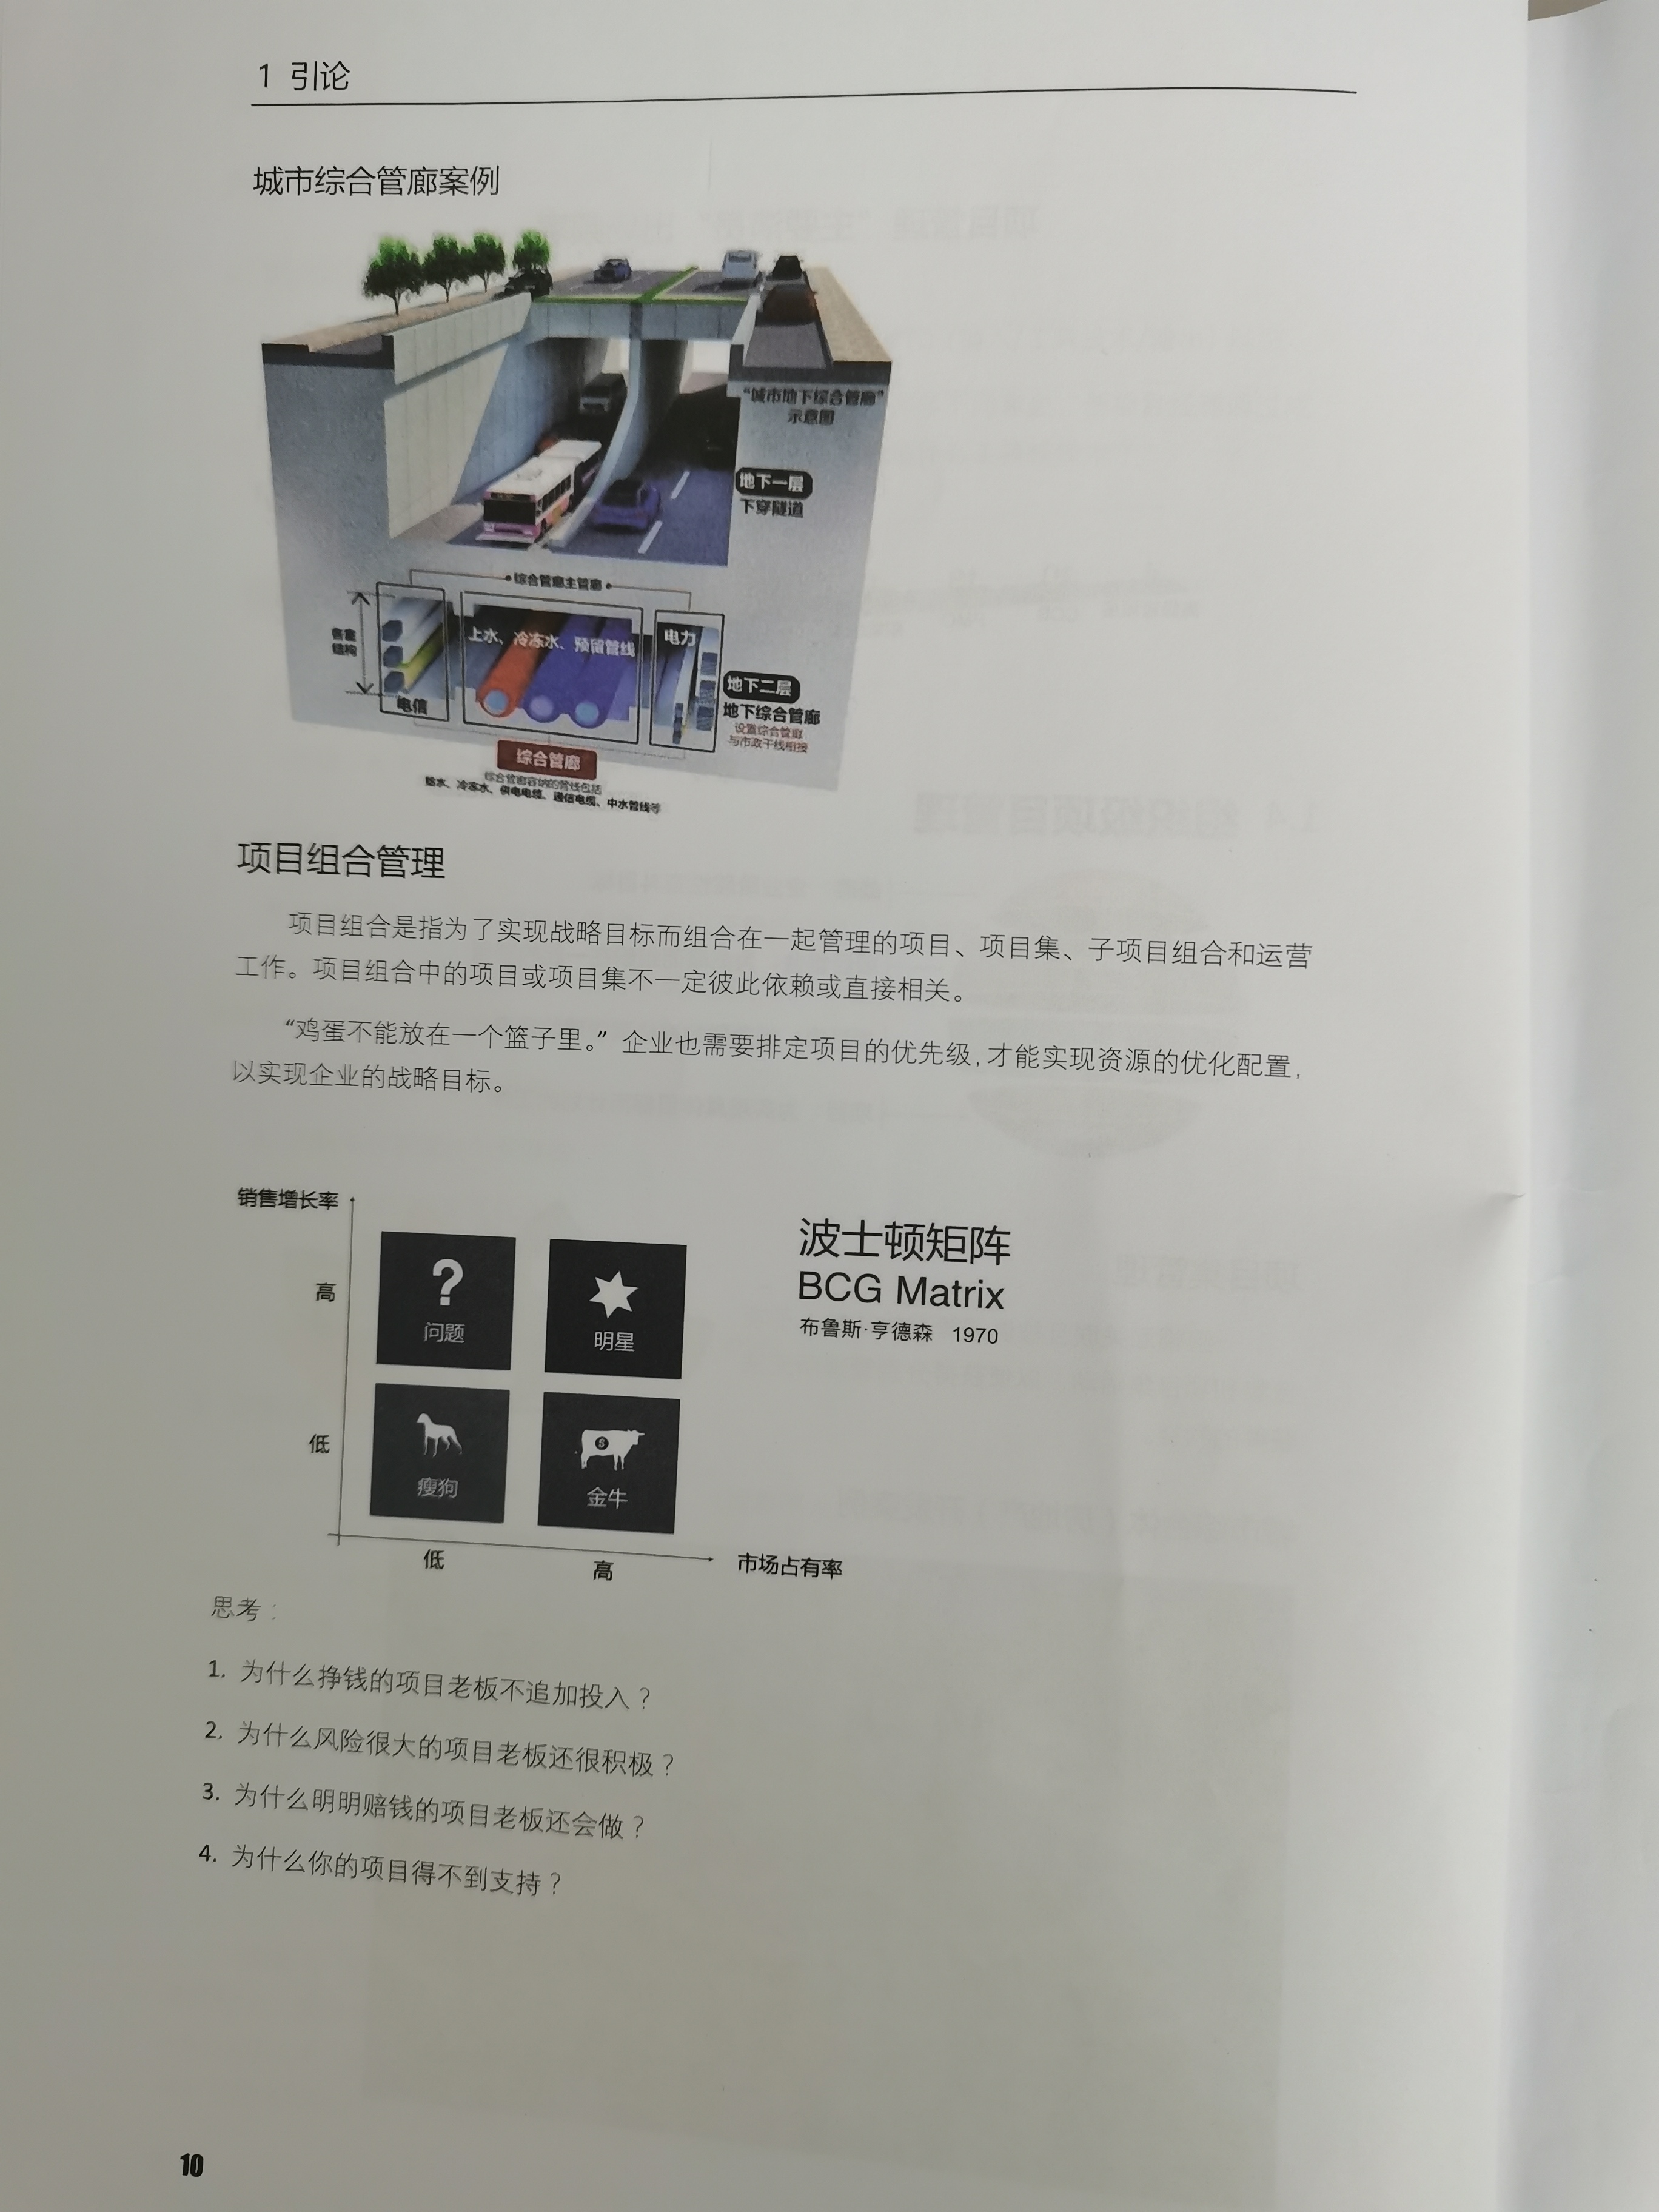 1 引论
城市综合管廊案例
“城市地下综合管廊”
示意图
地下一层
下穿隧道
综合管廊主管廊
各室
结构
上水、冷冻水、预留管线
电力
电信
地下二层
地下综合管廊
设置综合管廊
与市政干线相接
综合管廊
综合管廊容纳的管线包括
给水、冷冻水、供电电缆、通信电缆、中水管线等
项目组合管理
项目组合是指为了实现战略目标而组合在一起管理的项目、项目集、子项目组合和运营
工作。项目组合中的项目或项目集不一定彼此依赖或直接相关。
“鸡蛋不能放在一个篮子里。”企业也需要排定项目的优先级,才能实现资源的优化配置,
以实现企业的战略目标。
销售增长率
高
?
问题
明星
低
瘦狗
$
金牛
低
高
市场占有率
波士顿矩阵
BCG Matrix
布鲁斯·亨德森 1970
思考:
1. 为什么挣钱的项目老板不追加投入?
2. 为什么风险很大的项目老板还很积极?
3. 为什么明明赔钱的项目老板还会做?
4. 为什么你的项目得不到支持?
10